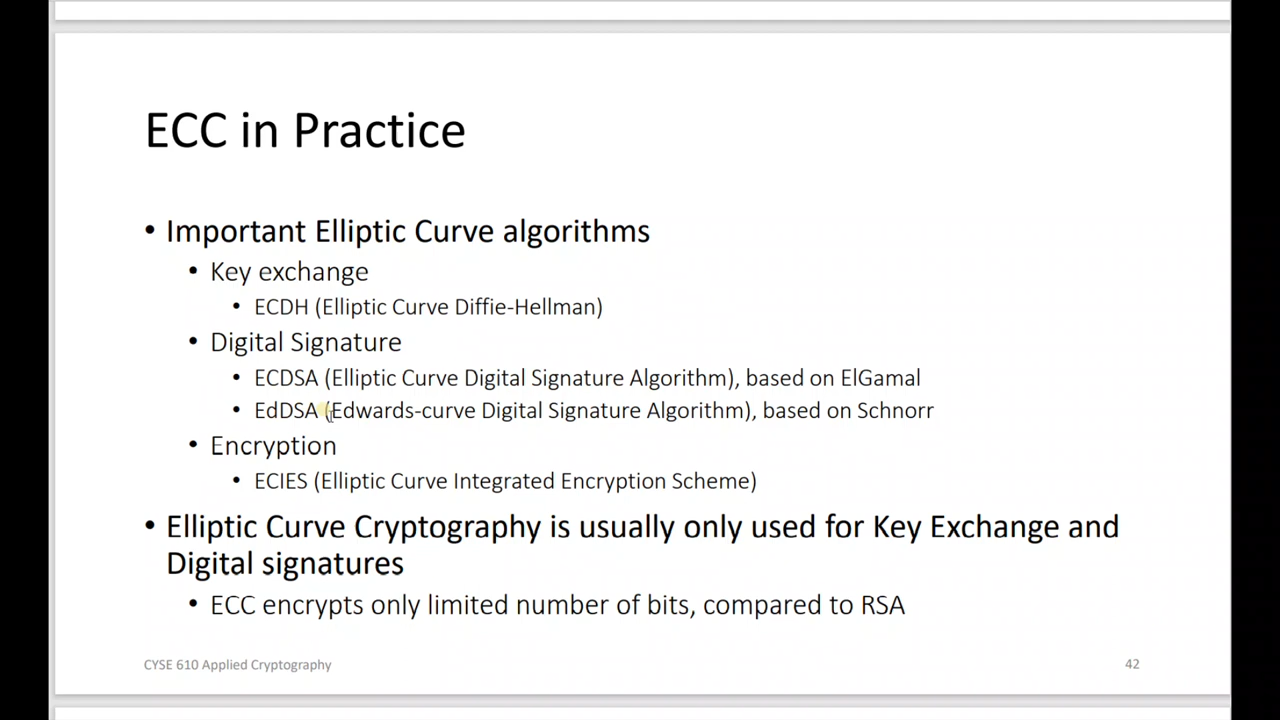 ECC in Practice
• Important Elliptic Curve algorithms
• Key exchange
• ECDH (Elliptic Curve Diffie-Hellman)
• Digital Signature
• ECDSA (Elliptic Curve Digital Signature Algorithm), based on ElGamal
• EdDSA (Edwards-curve Digital Signature Algorithm), based on Schnorr
• Encryption
• ECIES (Elliptic Curve Integrated Encryption Scheme)
• Elliptic Curve Cryptography is usually only used for Key Exchange and
Digital signatures
• ECC encrypts only limited number of bits, compared to RSA
CYSE 610 Applied Cryptography
42